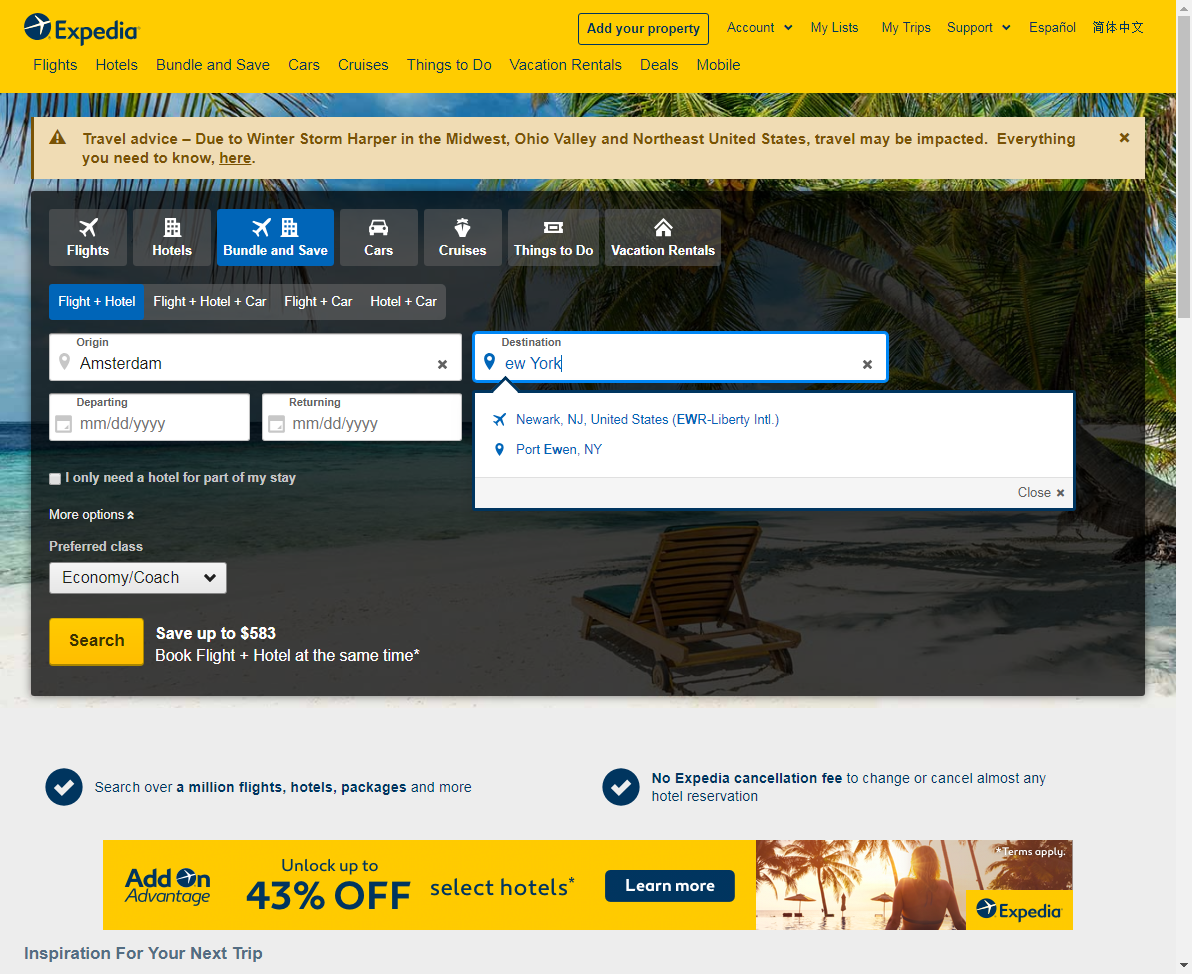 Expedia
Add your property Account My Lists My Trips Support Español 简体中文
Flights Hotels Bundle and Save Cars Cruises Things to Do Vacation Rentals Deals Mobile
Travel advice – Due to Winter Storm Harper in the Midwest, Ohio Valley and Northeast United States, travel may be impacted. Everything
you need to know, here.
Flights Hotels Bundle and Save Cars Cruises Things to Do Vacation Rentals
Flight + Hotel Flight + Hotel + Car Flight + Car Hotel + Car
Origin
Amsterdam
Destination
ew York
Departing
mm/dd/yyyy
Returning
mm/dd/yyyy
Newark, NJ, United States (EWR-Liberty Intl.)
Port Ewen, NY
Close
I only need a hotel for part of my stay
More options
Preferred class
Economy/Coach
Search
Save up to $583
Book Flight + Hotel at the same time*
Search over a million flights, hotels, packages and more
No Expedia cancellation fee to change or cancel almost any
hotel reservation
Add On
Advantage
Unlock up to
43% OFF
select hotels*
Learn more
*Terms apply.
Expedia
Inspiration For Your Next Trip